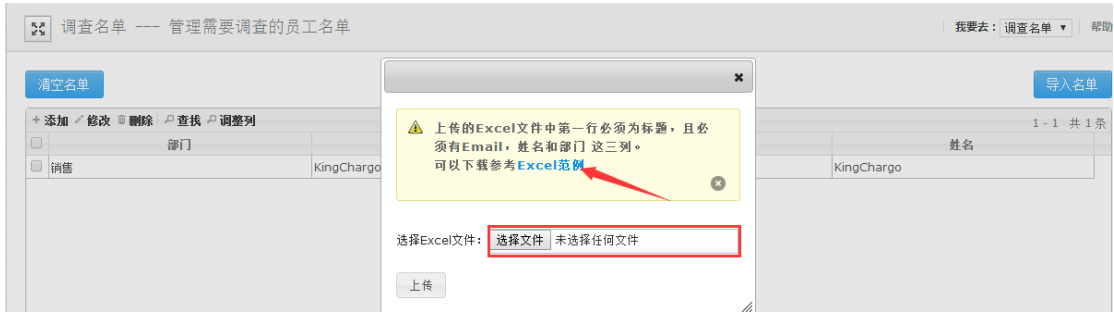 调查名单 --- 管理需要调查的员工名单
我要去： 调查名单 ▼ 帮助
清空名单
导入名单
添加 修改 删除 查找 调整列
1 - 1 共 1 条
部门
姓名
销售
KingChargo
KingChargo
上传的Excel文件中第一行必须为标题，且必
须有Email，姓名和部门 这三列。
可以下载参考Excel范例
选择Excel文件： 选择文件 未选择任何文件
上传